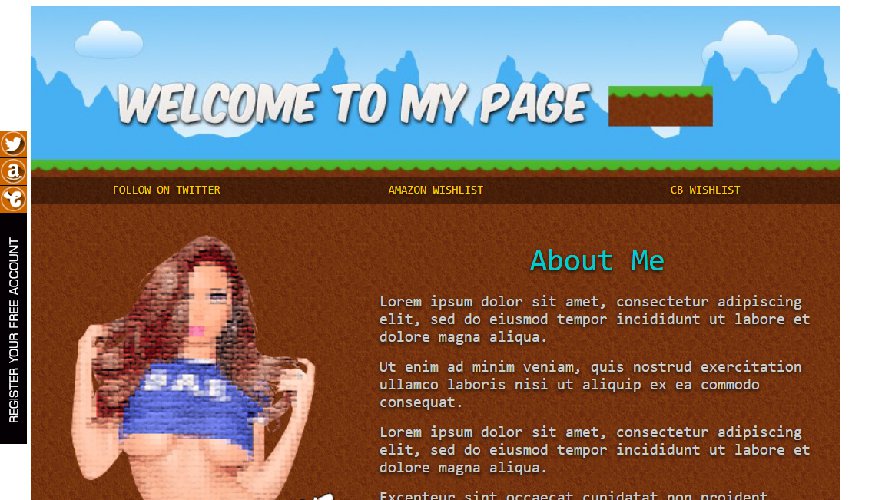 WELCOME TO MY PAGE
FOLLOW ON TWITTER
AMAZON WISHLIST
CB WISHLIST
REGISTER YOUR FREE ACCOUNT
a
About Me
Lorem ipsum dolor sit amet, consectetur adipiscing
elit, sed do eiusmod tempor incididunt ut labore et
dolore magna aliqua.
Ut enim ad minim veniam, quis nostrud exercitation
ullamco laboris nisi ut aliquip ex ea commodo
consequat.
Lorem ipsum dolor sit amet, consectetur adipiscing
elit, sed do eiusmod tempor incididunt ut labore et
dolore magna aliqua.
Excepteur sint occaecat cupidatat non proident